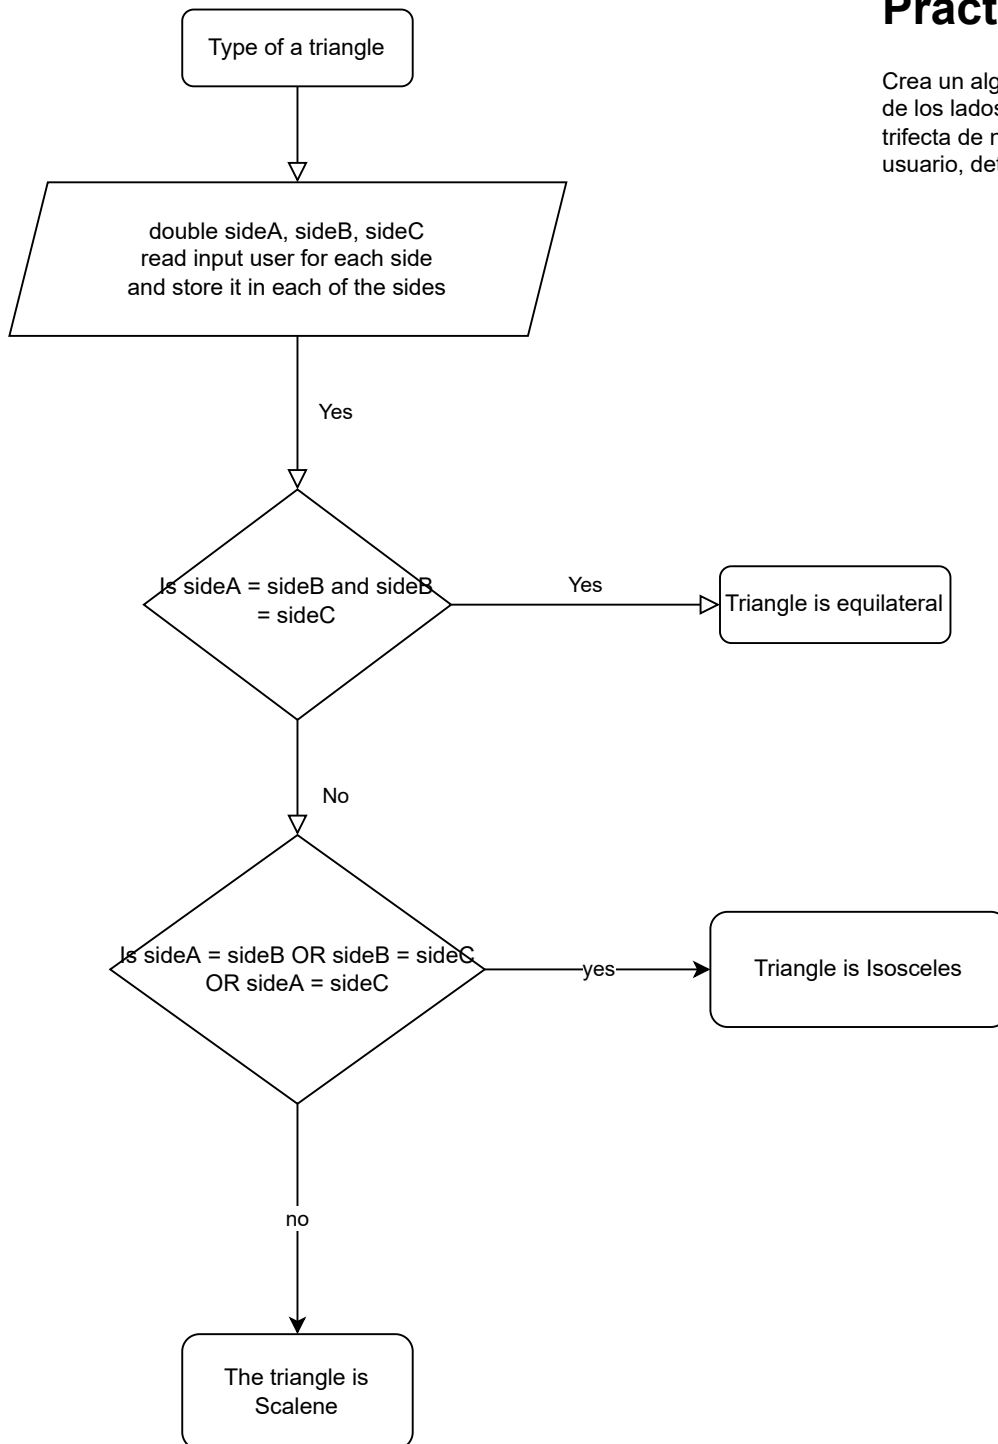 Type of a triangle
Pract
Crea un alg
de los lados
trifecta de
usuario, de
double sideA, sideB, sideC
read input user for each side
and store it in each of the sides
Yes
Is sideA = sideB and sideB
= sideC
Yes
Triangle is equilateral
No
Is sideA = sideB OR sideB = sideC
OR sideA = sideC
yes
Triangle is Isosceles
no
The triangle is
Scalene